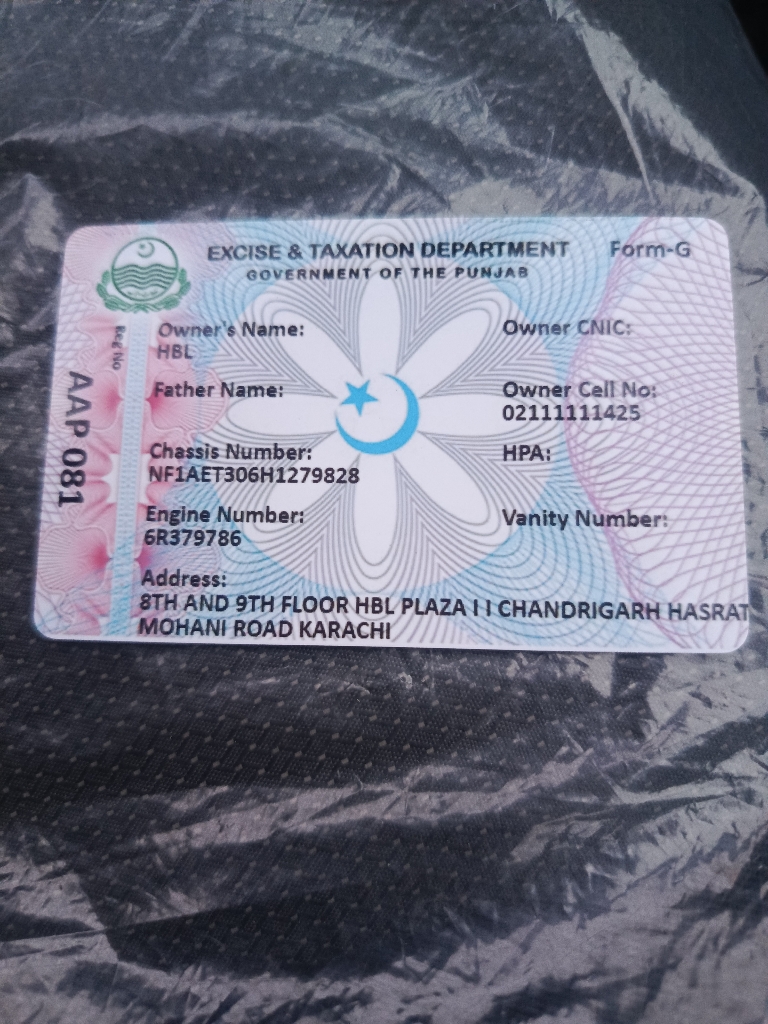 EXCISE & TAXATION DEPARTMENT Form-G
GOVERNMENT OF THE PUNJAB
Reg No
AAP 081
Owner's Name:
HBL
Owner CNIC:
Father Name:
Owner Cell No:
02111111425
Chassis Number:
NF1AET306H1279828
HPA:
Engine Number:
6R379786
Vanity Number:
Address:
8TH AND 9TH FLOOR HBL PLAZA I I CHANDRIGARH HASRAT
MOHANI ROAD KARACHI